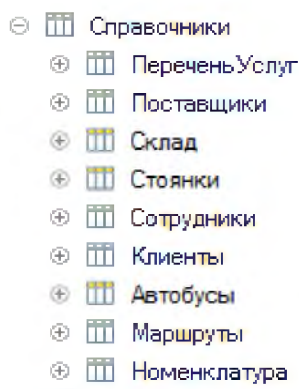 Справочники
ПереченьУслуг
Поставщики
Склад
Стоянки
Сотрудники
Клиенты
Автобусы
Маршруты
Номенклатура